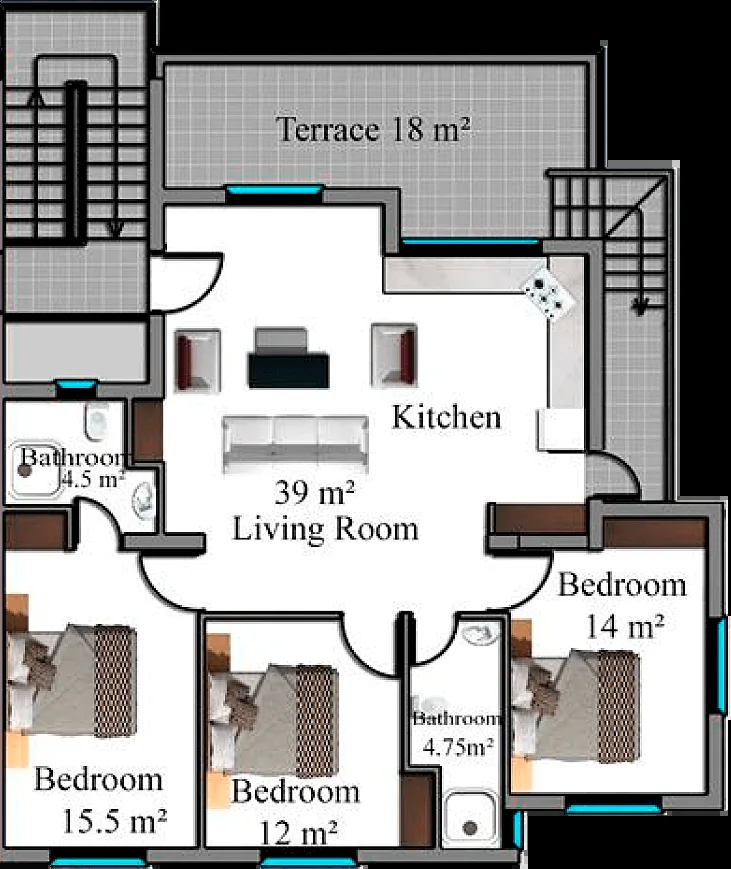 Terrace 18 m²
Kitchen
Bathroom
4.5 m²
39 m²
Living Room
Bedroom
14 m²
Bathroom
4.75m²
Bedroom
15.5 m²
Bedroom
12 m²